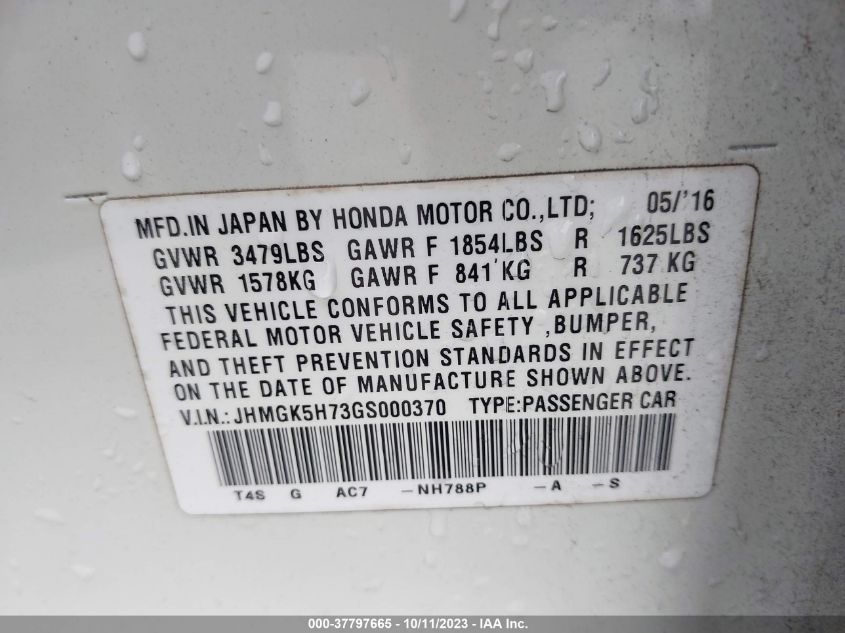 MFD.IN JAPAN BY HONDA MOTOR CO.,LTD; 05/'16
GVWR 3479LBS GAWR F 1854LBS R 1625LBS
GVWR 1578KG GAWR F 841 KG R 737 KG
THIS VEHICLE CONFORMS TO ALL APPLICABLE
FEDERAL MOTOR VEHICLE SAFETY ,BUMPER,
AND THEFT PREVENTION STANDARDS IN EFFECT
ON THE DATE OF MANUFACTURE SHOWN ABOVE.
V.I.N.: JHMGK5H73GS000370 TYPE:PASSENGER CAR
T4S G AC7 -NH788P -A -S
000-37797665 - 10/11/2023 - IAA Inc.